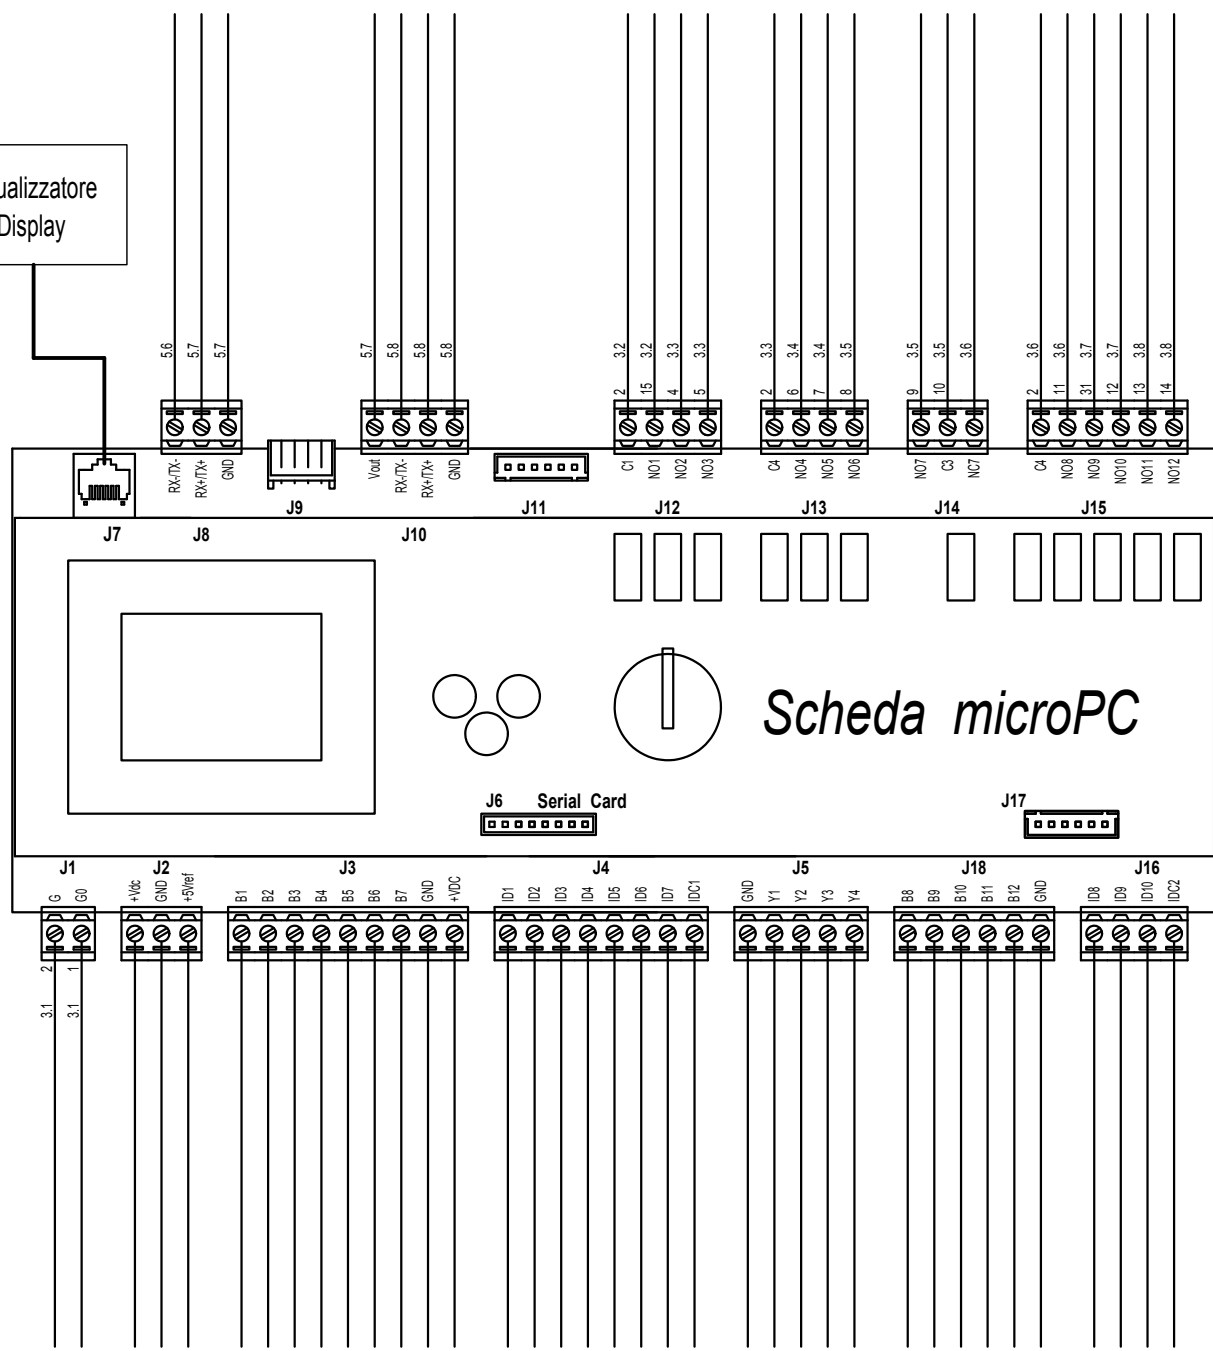 ualizzatore
Display
5.6 5.7 5.7
5.7 5.8 5.8 5.8
3.2 3.2 3.3 3.3
3.3 3.4 3.4 3.5
3.5 3.5 3.6
3.6 3.6 3.7 3.7 3.8 3.8
2 15 4 5
2 6 7 8
9 10
2 11 31 12 13 14
RX-/TX- RX+/TX+ GND
Vout RX-/TX- RX+/TX+ GND
C1 NO1 NO2 NO3
C4 NO4 NO5 NO6
NO7 C3 NC7
C4 NO8 NO9 NO10 NO11 NO12
J9 J11 J12 J13 J14 J15
J7 J8 J10
Scheda microPC
J6 Serial Card
J17
J1 J2 J3 J4 J5 J18 J16
G G0
+Vdc GND +5Vref
B1 B2 B3 B4 B5 B6 B7 GND +VDC
ID1 ID2 ID3 ID4 ID5 ID6 ID7 IDC1
GND Y1 Y2 Y3 Y4
B8 B9 B10 B11 B12 GND
ID8 ID9 ID10 IDC2
2 1
3.1 3.1